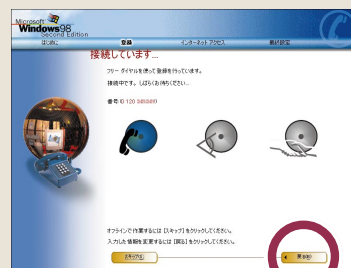 Microsoft
Windows98
Second Edition
はじめに 登録 インターネット アクセス 最終設定
接続しています...
フリー ダイヤルを使って登録を行っています。
接続中です。しばらくお待ちください...
番号:0 120
オフラインで作業するには [スキップ] をクリックしてください。
入力した情報を変更するには [戻る] をクリックしてください。
スキップ(S) 戻る(B)